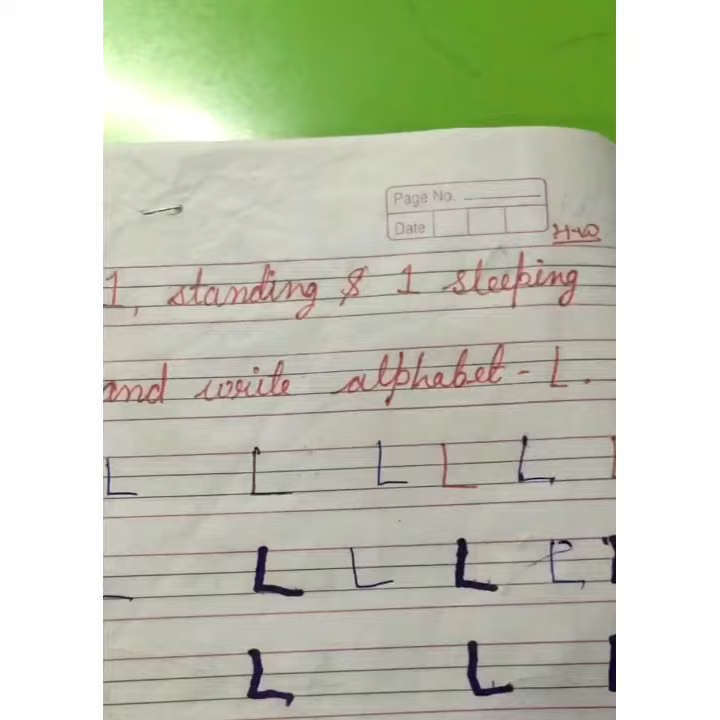 Page No.
Date
H.W
1, standing & 1 sleeping
and write alphabet - L.
L L L L L
L L L
L L